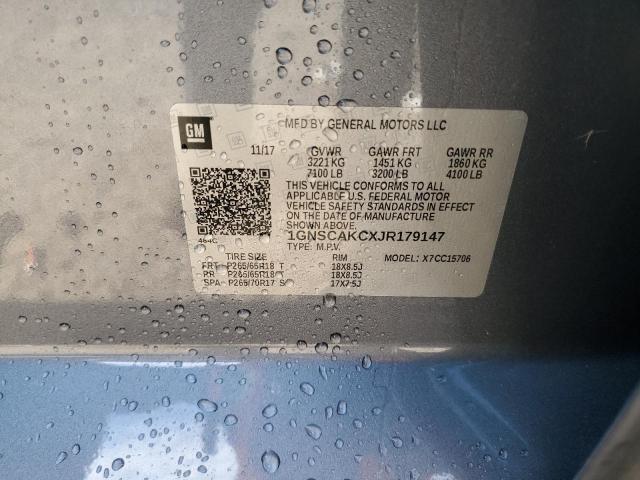 GM
MFD BY GENERAL MOTORS LLC
11/17 GVWR GAWR FRT GAWR RR
3221 KG 1451 KG 1860 KG
7100 LB 3200 LB 4100 LB
THIS VEHICLE CONFORMS TO ALL
APPLICABLE U.S. FEDERAL MOTOR
VEHICLE SAFETY STANDARDS IN EFFECT
ON THE DATE OF MANUFACTURE
SHOWN ABOVE.
1GNSCAKCXJR179147
464C
TYPE: M.P.V.
TIRE SIZE RIM MODEL: X7CC15706
FRT P265/65R18 T 18X8.5J
RR P265/65R18 T 18X8.5J
SPA P265/70R17 S 17X7.5J